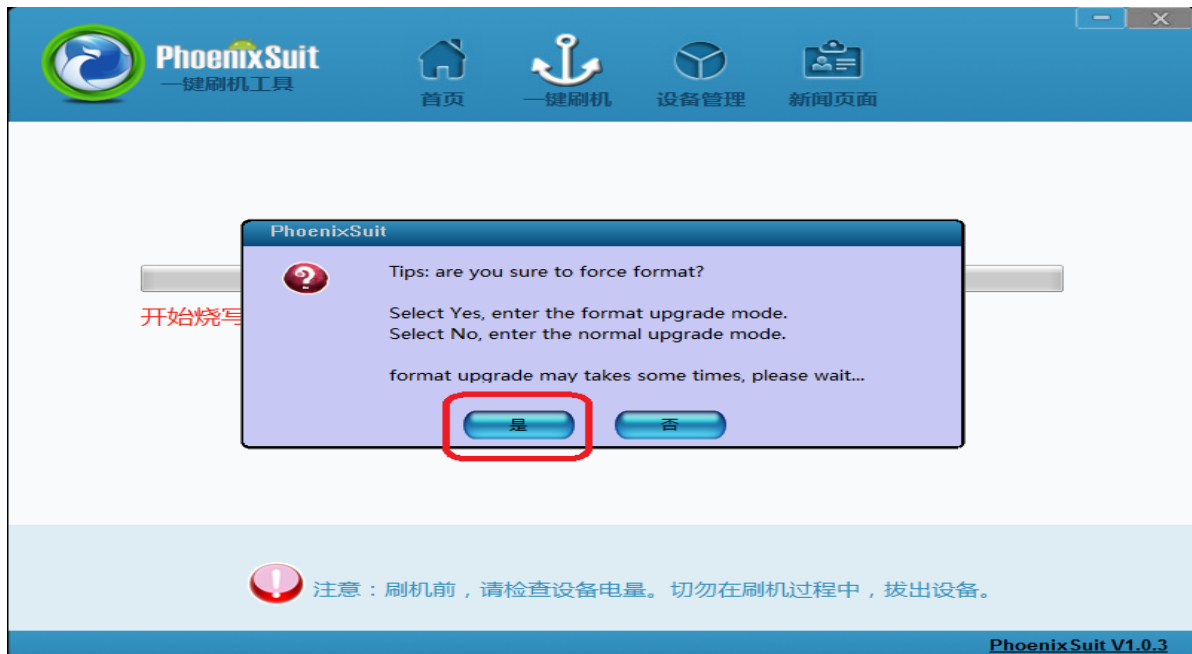 PhoenixSuit
一键刷机工具
首页
一键刷机
设备管理
新闻页面
PhoenixSuit
Tips: are you sure to force format?
Select Yes, enter the format upgrade mode.
Select No, enter the normal upgrade mode.
format upgrade may takes some times, please wait...
是
否
开始烧写
注意：刷机前，请检查设备电量。切勿在刷机过程中，拔出设备。
PhoenixSuit V1.0.3